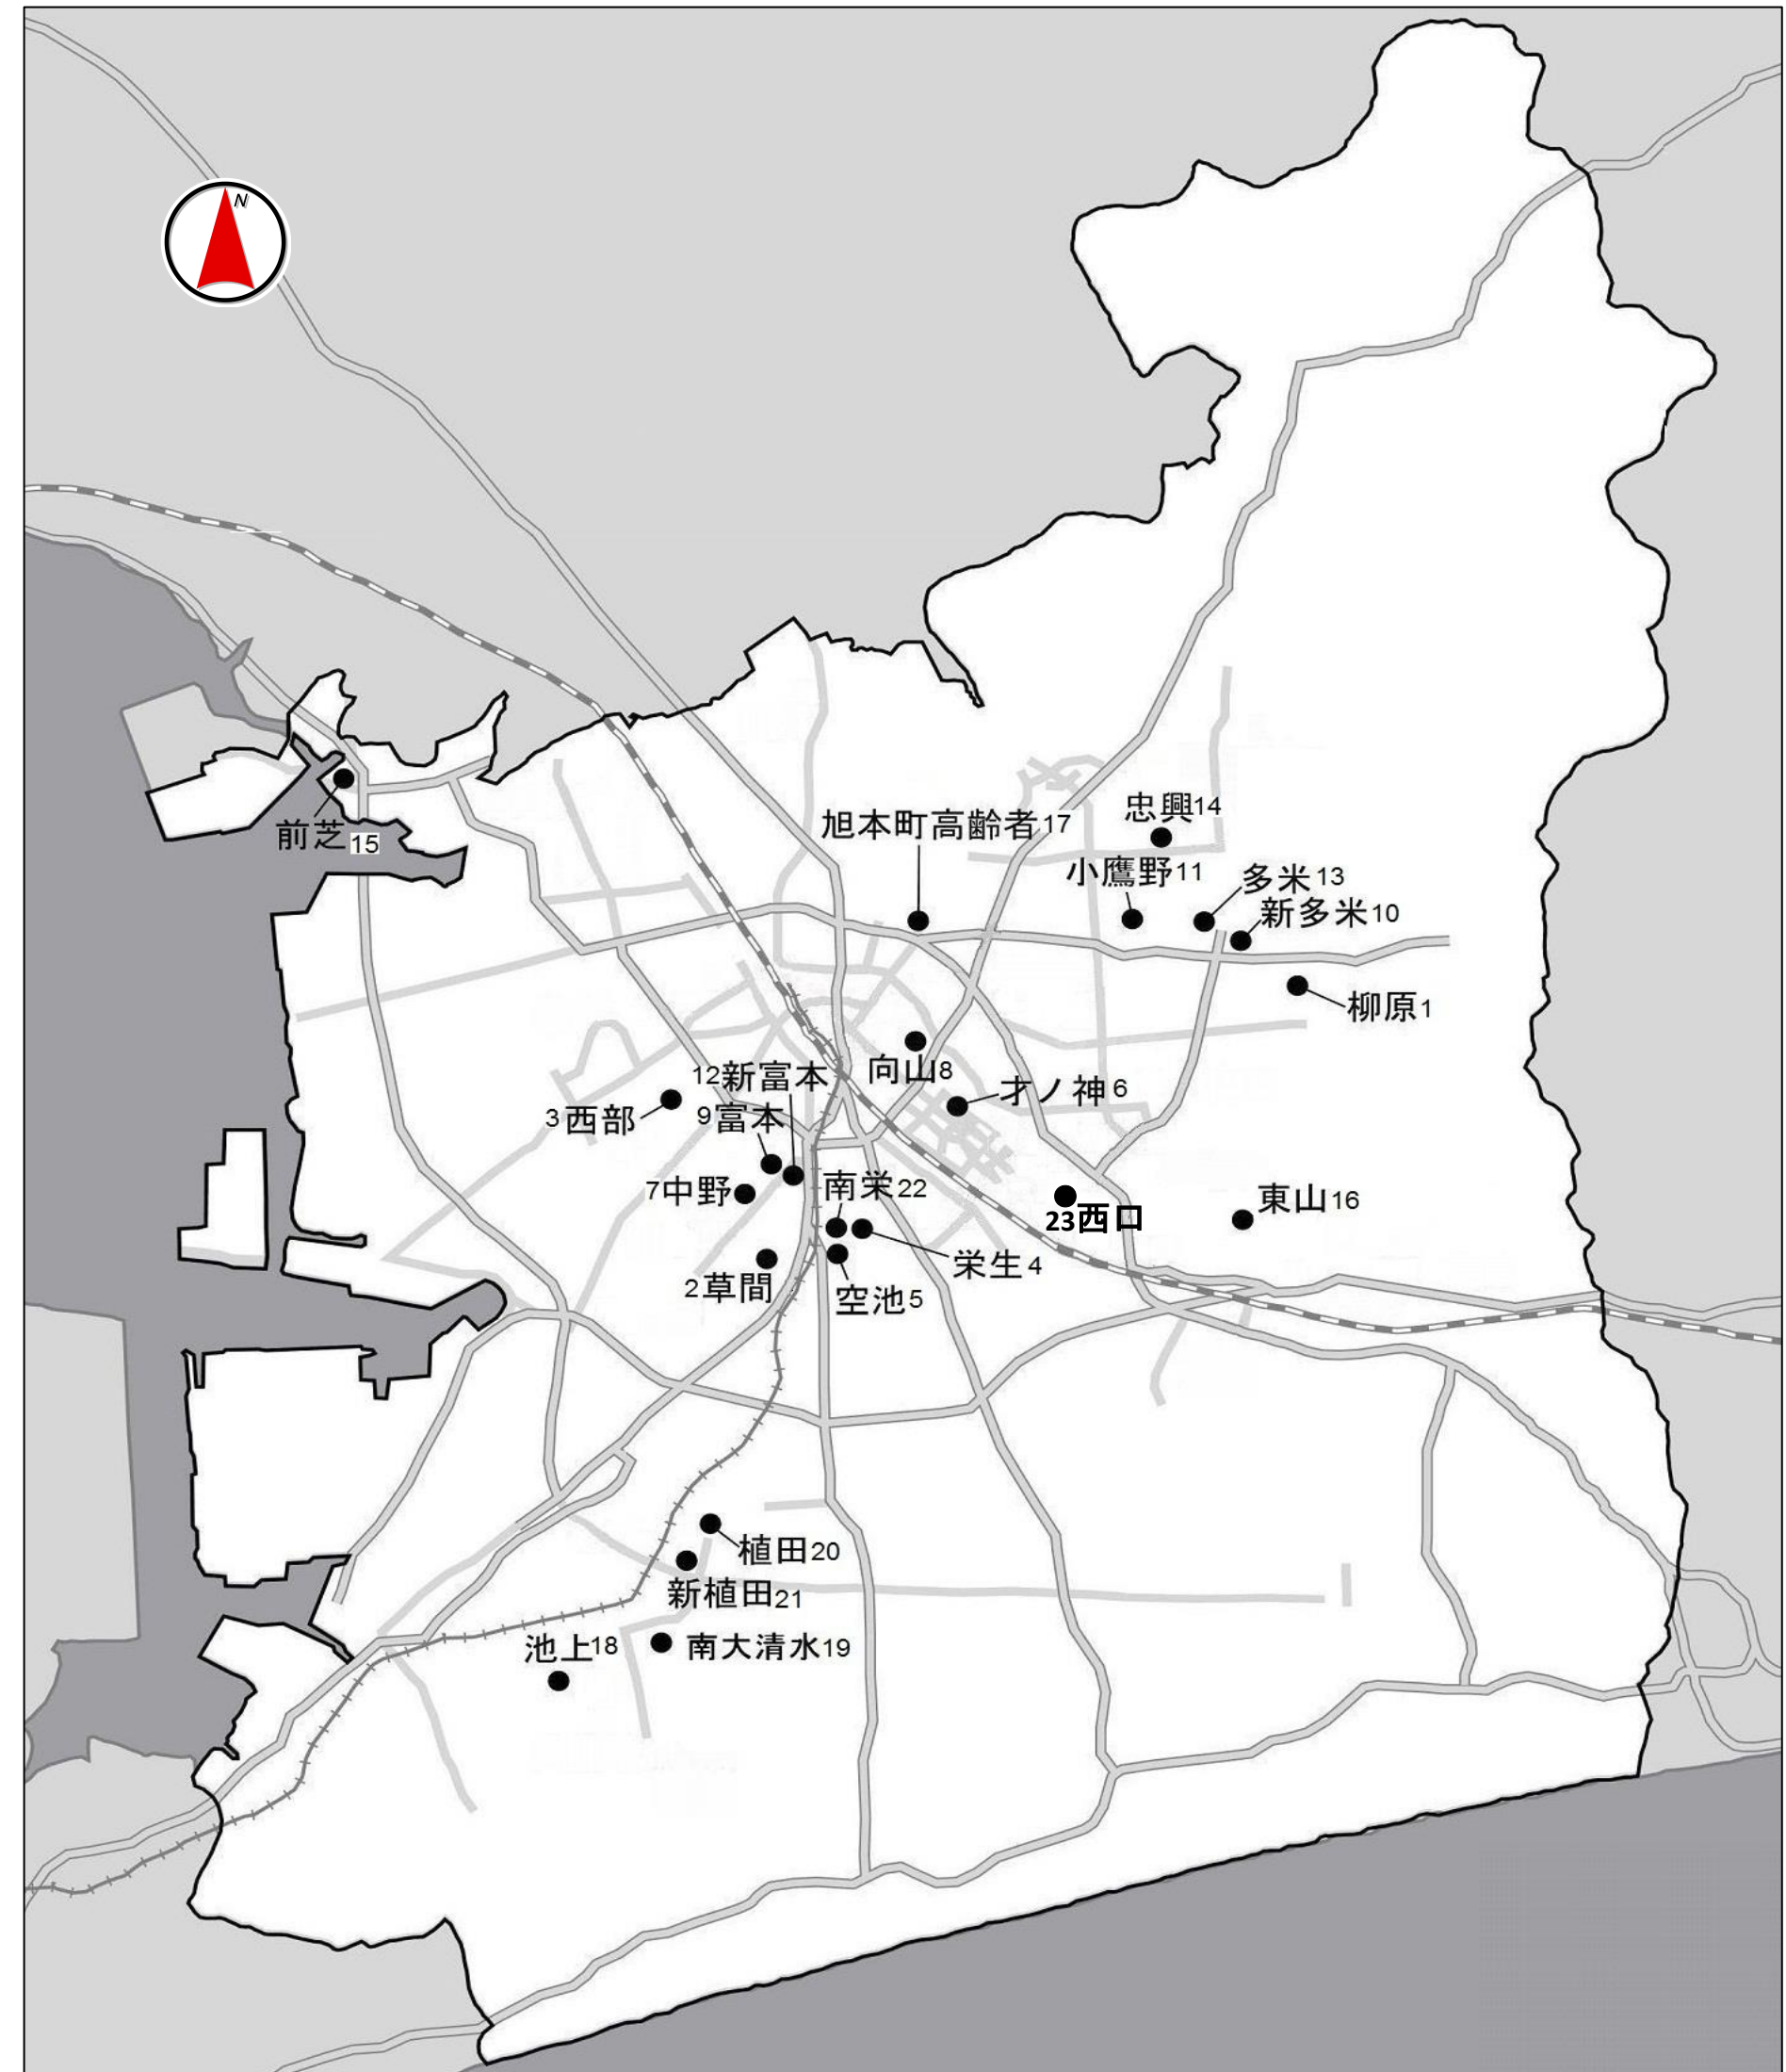 N
忠興14
旭本町高齢者17
前芝15
小鷹野11
多米13
新多米10
柳原1
向山8
12新富本
才ノ神6
3西部
9富本
7中野
南栄22
東山16
23西口
栄生4
2草間
空池5
植田20
新植田21
池上18
南大清水19